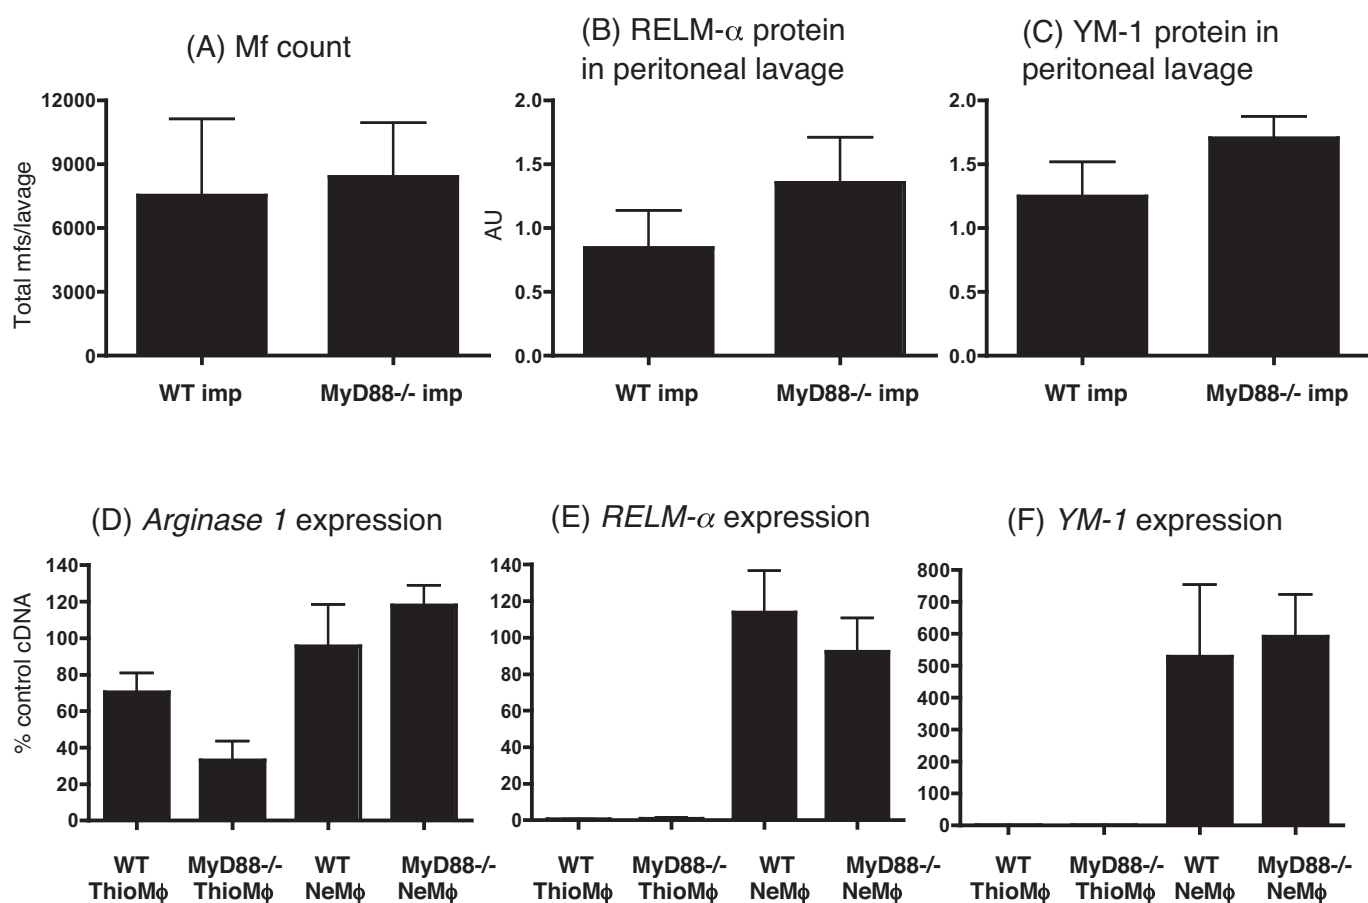 (A) Mf count
12000
9000
6000
3000
0
Total mfs/lavage
WT imp
MyD88-/- imp
(B) RELM-α protein
in peritoneal lavage
2.0
1.5
1.0
0.5
0.0
AU
WT imp
MyD88-/- imp
(C) YM-1 protein in
peritoneal lavage
2.0
1.5
1.0
0.5
0.0
WT imp
MyD88-/- imp
(D) Arginase 1 expression
140
120
100
80
60
40
20
0
% control cDNA
WT
ThioMϕ
MyD88-/-
ThioMϕ
WT
NeMϕ
MyD88-/-
NeMϕ
(E) RELM-α expression
140
120
100
80
60
40
20
0
WT
ThioMϕ
MyD88-/-
ThioMϕ
WT
NeMϕ
MyD88-/-
NeMϕ
(F) YM-1 expression
800
700
600
500
400
300
200
100
0
WT
ThioMϕ
MyD88-/-
ThioMϕ
WT
NeMϕ
MyD88-/-
NeMϕ